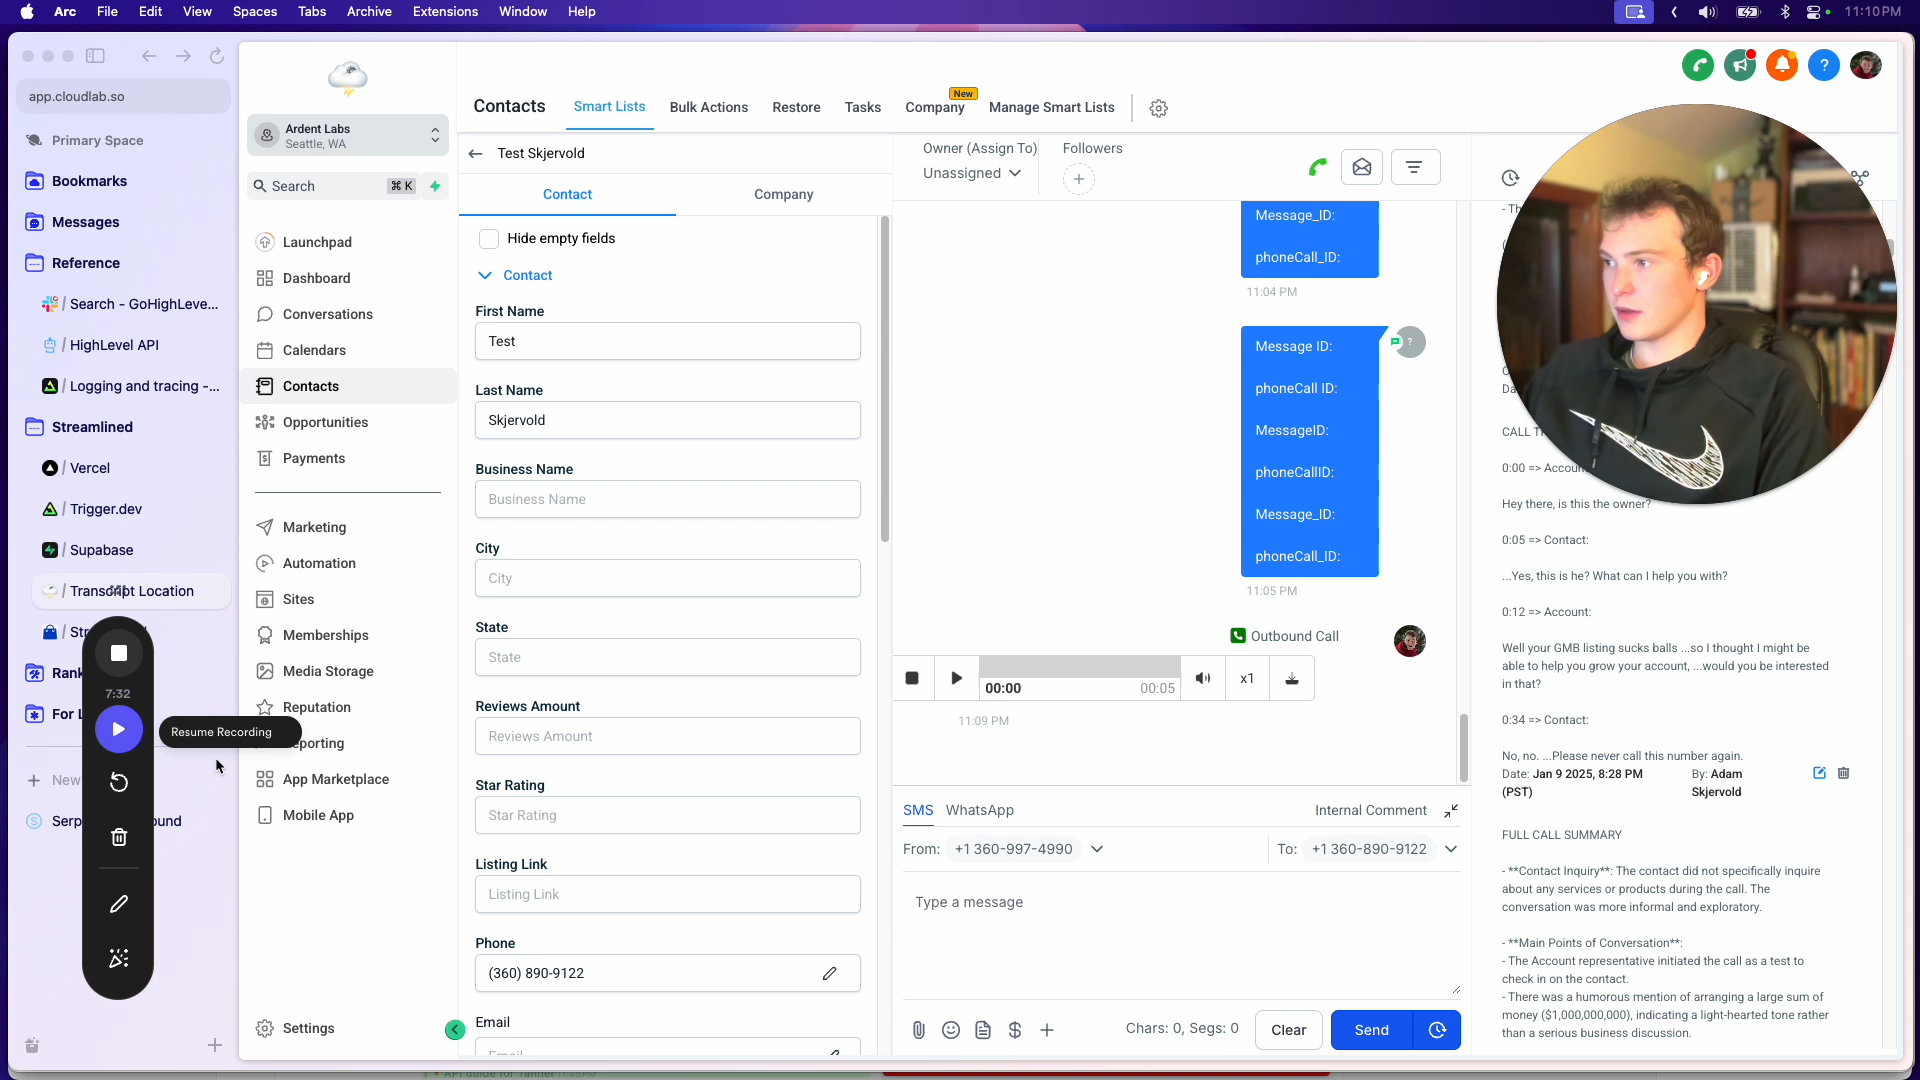 Arc File Edit View Spaces Tabs Archive Extensions Window Help
11:10 PM
app.cloudlab.so
Primary Space
Bookmarks
Messages
Reference
/ Search - GoHighLeve...
/ HighLevel API
/ Logging and tracing -...
Streamlined
/ Vercel
/ Trigger.dev
/ Supabase
/ Transcript Location
7:32
Resume Recording
Ardent Labs
Seattle, WA
Search ⌘ K
Launchpad
Dashboard
Conversations
Calendars
Contacts
Opportunities
Payments
Marketing
Automation
Sites
Memberships
Media Storage
Reputation
App Marketplace
Mobile App
Settings
Contacts
Smart Lists
Bulk Actions
Restore
Tasks
Company
New
Manage Smart Lists
?
Test Skjervold
Contact
Company
Hide empty fields
Contact
First Name
Test
Last Name
Skjervold
Business Name
Business Name
City
City
State
State
Reviews Amount
Reviews Amount
Star Rating
Star Rating
Listing Link
Listing Link
Phone
(360) 890-9122
Email
Email
Owner (Assign To)
Unassigned
Followers
Message_ID:
phoneCall_ID:
11:04 PM
Message ID:
phoneCall ID:
MessageID:
phoneCallID:
Message_ID:
phoneCall_ID:
?
11:05 PM
Outbound Call
00:00
00:05
x1
11:09 PM
SMS
WhatsApp
Internal Comment
From: +1 360-997-4990
To: +1 360-890-9122
Type a message
Chars: 0, Segs: 0
Clear
Send
0:00 => Accoun
Hey there, is this the owner?
0:05 => Contact:
...Yes, this is he? What can I help you with?
0:12 => Account:
Well your GMB listing sucks balls ...so I thought I might be
able to help you grow your account, ...would you be interested
in that?
0:34 => Contact:
No, no. ...Please never call this number again.
Date: Jan 9 2025, 8:28 PM
(PST)
By: Adam
Skjervold
FULL CALL SUMMARY
- **Contact Inquiry**: The contact did not specifically inquire
about any services or products during the call. The
conversation was more informal and exploratory.
- **Main Points of Conversation**:
- The Account representative initiated the call as a test to
check in on the contact.
- There was a humorous mention of arranging a large sum of
money ($1,000,000,000), indicating a light-hearted tone rather
than a serious business discussion.